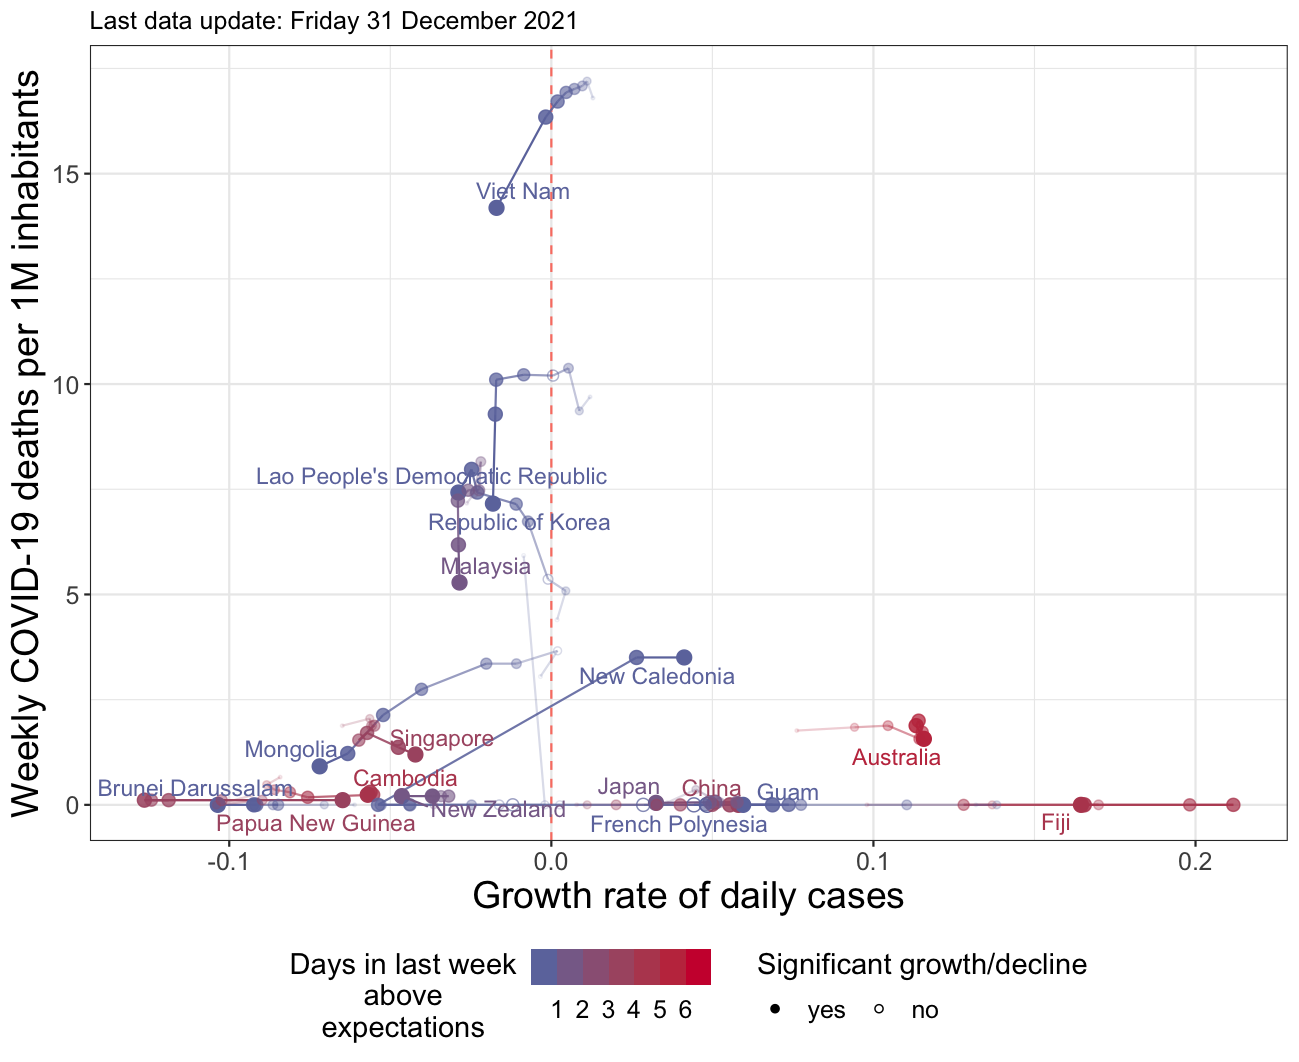 Last data update: Friday 31 December 2021
Weekly COVID-19 deaths per 1M inhabitants
15
10
5
0
Viet Nam
Lao People's Democratic Republic
Republic of Korea
Malaysia
New Caledonia
Singapore
Mongolia
Australia
Cambodia
Brunei Darussalam
Japan
China
Guam
New Zealand
Papua New Guinea
French Polynesia
Fiji
-0.1 0.0 0.1 0.2
Growth rate of daily cases
Days in last week
above
expectations
1 2 3 4 5 6
Significant growth/decline
yes no